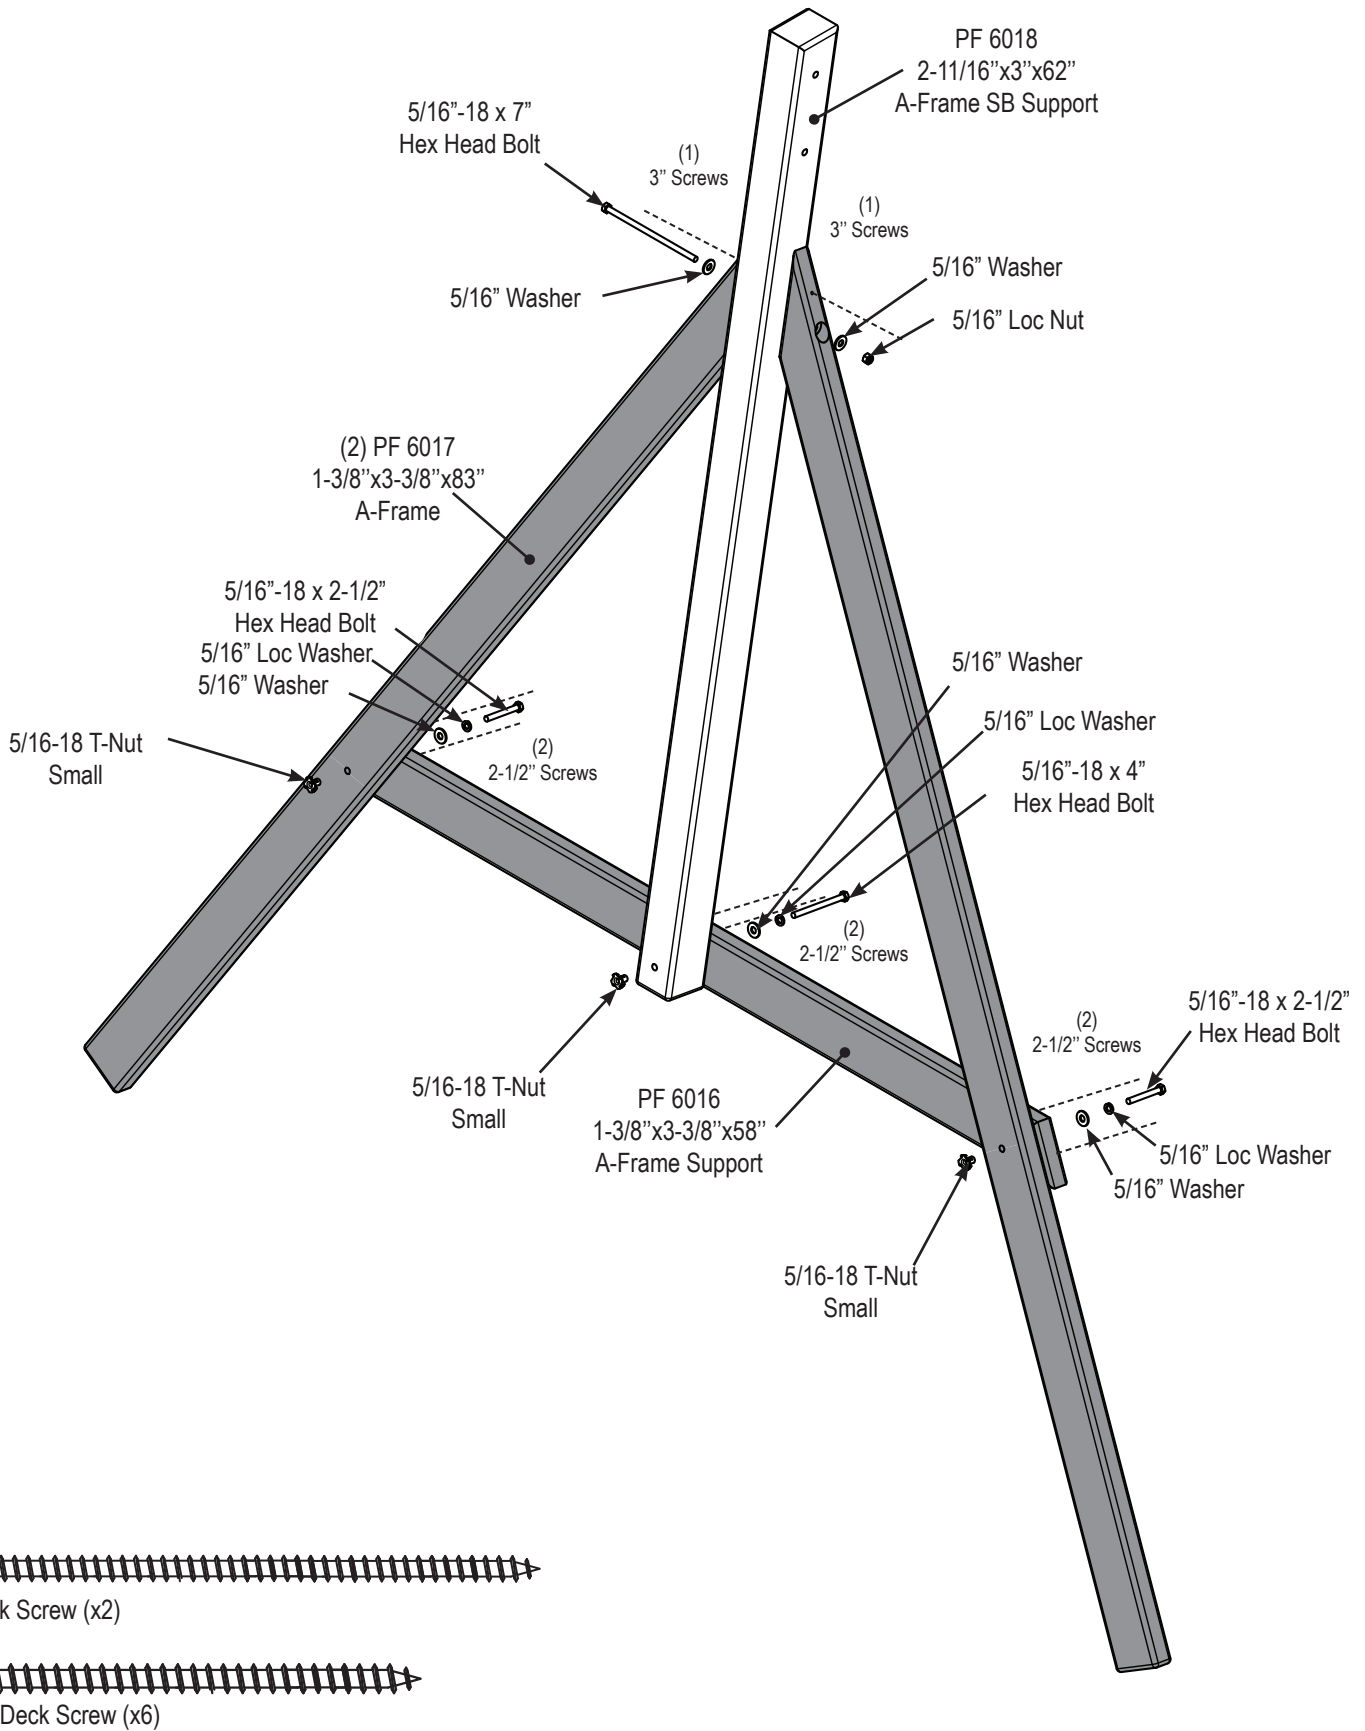 PF 6018
2-11/16’’x3’’x62’’
A-Frame SB Support
5/16”-18 x 7”
Hex Head Bolt
(1)
3’’ Screws
(1)
3’’ Screws
5/16” Washer
5/16” Washer
5/16” Loc Nut
(2) PF 6017
1-3/8’’x3-3/8’’x83’’
A-Frame
5/16”-18 x 2-1/2”
Hex Head Bolt
5/16” Loc Washer
5/16” Washer
5/16-18 T-Nut
Small
(2)
2-1/2’’ Screws
5/16” Washer
5/16” Loc Washer
5/16”-18 x 4”
Hex Head Bolt
(2)
2-1/2’’ Screws
5/16-18 T-Nut
Small
PF 6016
1-3/8’’x3-3/8’’x58’’
A-Frame Support
(2)
2-1/2’’ Screws
5/16”-18 x 2-1/2”
Hex Head Bolt
5/16” Loc Washer
5/16” Washer
5/16-18 T-Nut
Small
k Screw (x2)
Deck Screw (x6)